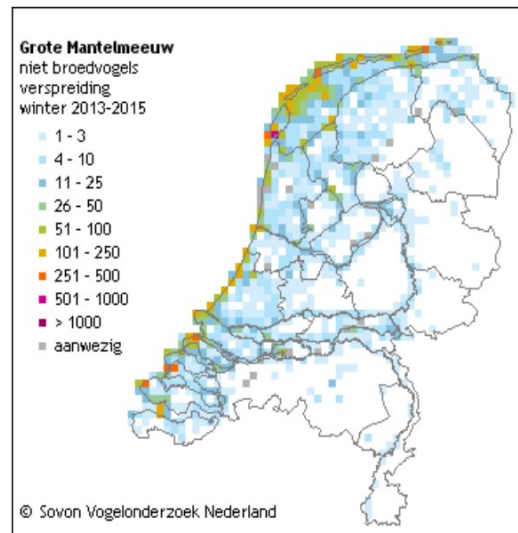 Grote Mantelmeeuw
niet broedvogels
verspreiding
winter 2013-2015
1 - 3
4 - 10
11 - 25
26 - 50
51 - 100
101 - 250
251 - 500
501 - 1000
> 1000
aanwezig
© Sovon Vogelonderzoek Nederland